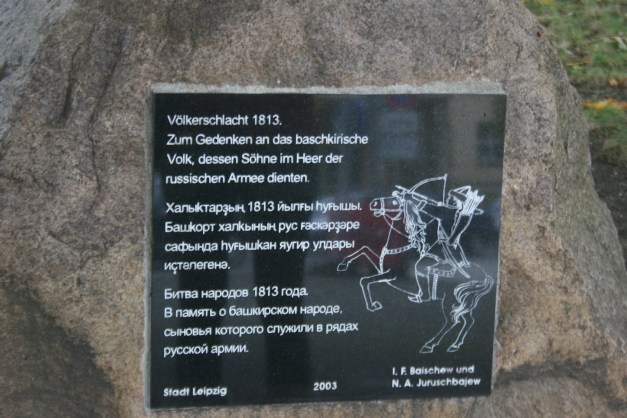 Völkerschlacht 1813.
Zum Gedenken an das baschkirische
Volk, dessen Söhne im Heer der
russischen Armee dienten.
Халыҡтарҙың 1813 йылғы һуғышы.
Башҡорт халҡының рус ғәскәрҙәре
сафында һуғышҡан яугир улдары
иҫтәлегенә.
Битва народов 1813 года.
В память о башкирском народе,
сыновья которого служили в рядах
русской армии.
Stadt Leipzig 2003
I. F. Baischew und
N. A. Juruschbajew